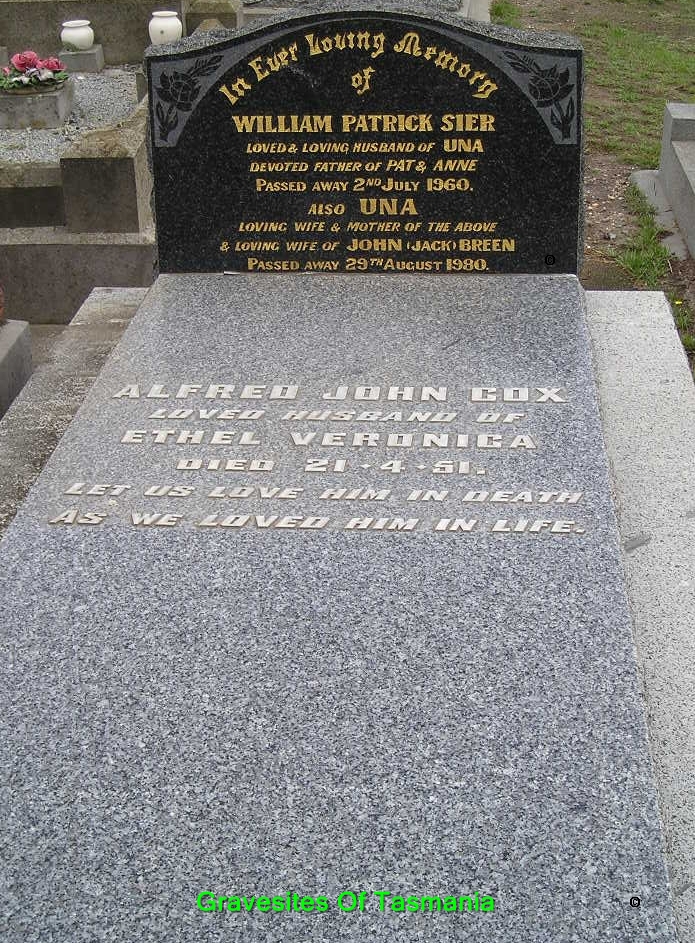 In Ever Loving Memory
of
WILLIAM PATRICK SIER
LOVED & LOVING HUSBAND OF UNA
DEVOTED FATHER OF PAT & ANNE
PASSED AWAY 2ND JULY 1960.
ALSO UNA
LOVING WIFE & MOTHER OF THE ABOVE
& LOVING WIFE OF JOHN (JACK) BREEN
PASSED AWAY 29TH AUGUST 1980.
©
ALFRED JOHN COX
LOVED HUSBAND OF
ETHEL VERONICA
DIED 21·4·51.
LET US LOVE HIM IN DEATH
AS WE LOVED HIM IN LIFE.
Gravesites Of Tasmania ©